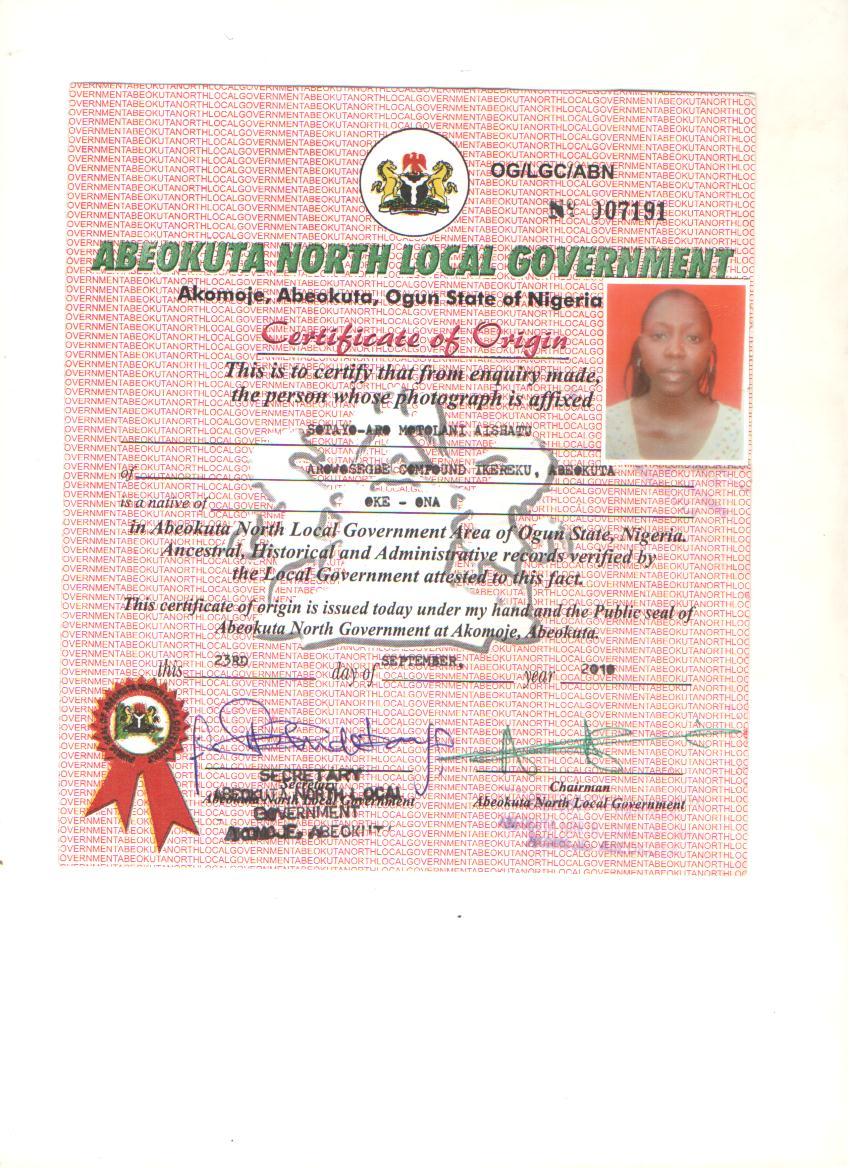 OG/LGC/ABN
Nº 007191
ABEOKUTA NORTH LOCAL GOVERNMENT
Akomoje, Abeokuta, Ogun State of Nigeria
Certificate of Origin
This is to certify that from enquiry made,
the person whose photograph is affixed
SOTAYO-ARO MOTOLANI AISHATU
of AROWOSEGBE COMPOUND IKEREKU, ABEOKUTA
is a native of OKE - ONA
in Abeokuta North Local Government Area of Ogun State, Nigeria.
Ancestral, Historical and Administrative records verified by
the Local Government attested to this fact.
This certificate of origin is issued today under my hand and the Public seal of
Abeokuta North Government at Akomoje, Abeokuta.
this 23RD day of SEPTEMBER, year 2010
Secretary
Abeokuta North Local Government
SECRETARY
ABEOKUTA NORTH LOCAL
GOVERNMENT
AKOMOJE, ABEOKUTA
Chairman
Abeokuta North Local Government